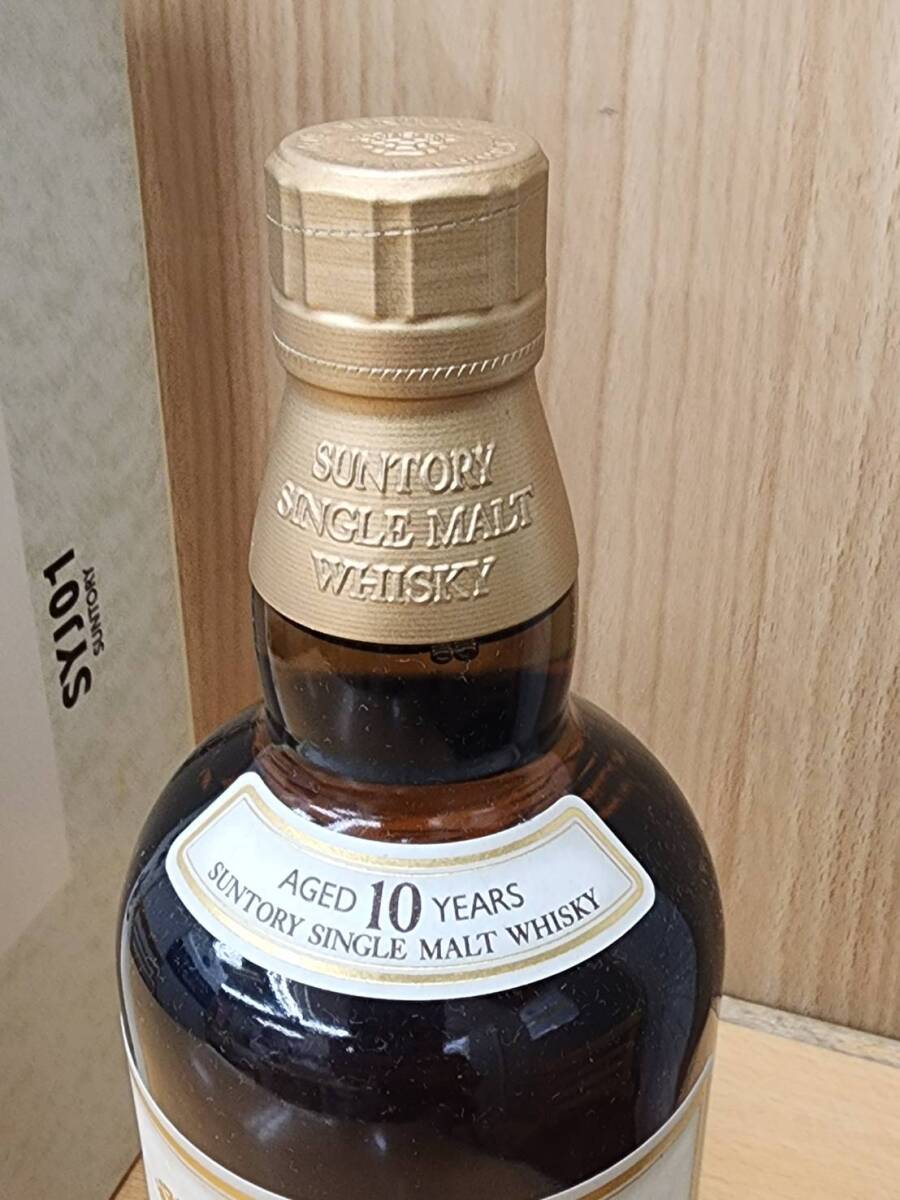 SUNTORY
SINGLE MALT
WHISKY
AGED 10 YEARS
SUNTORY SINGLE MALT WHISKY
SUNTORY
SYJ01